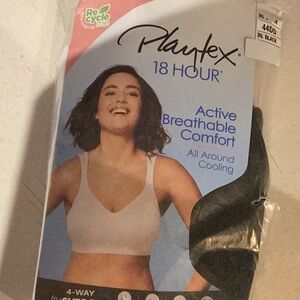 Re
cycle
Playtex
18 HOUR®
44DD
BLACK
Active
Breathable
Comfort
All Around
Cooling
4-WAY